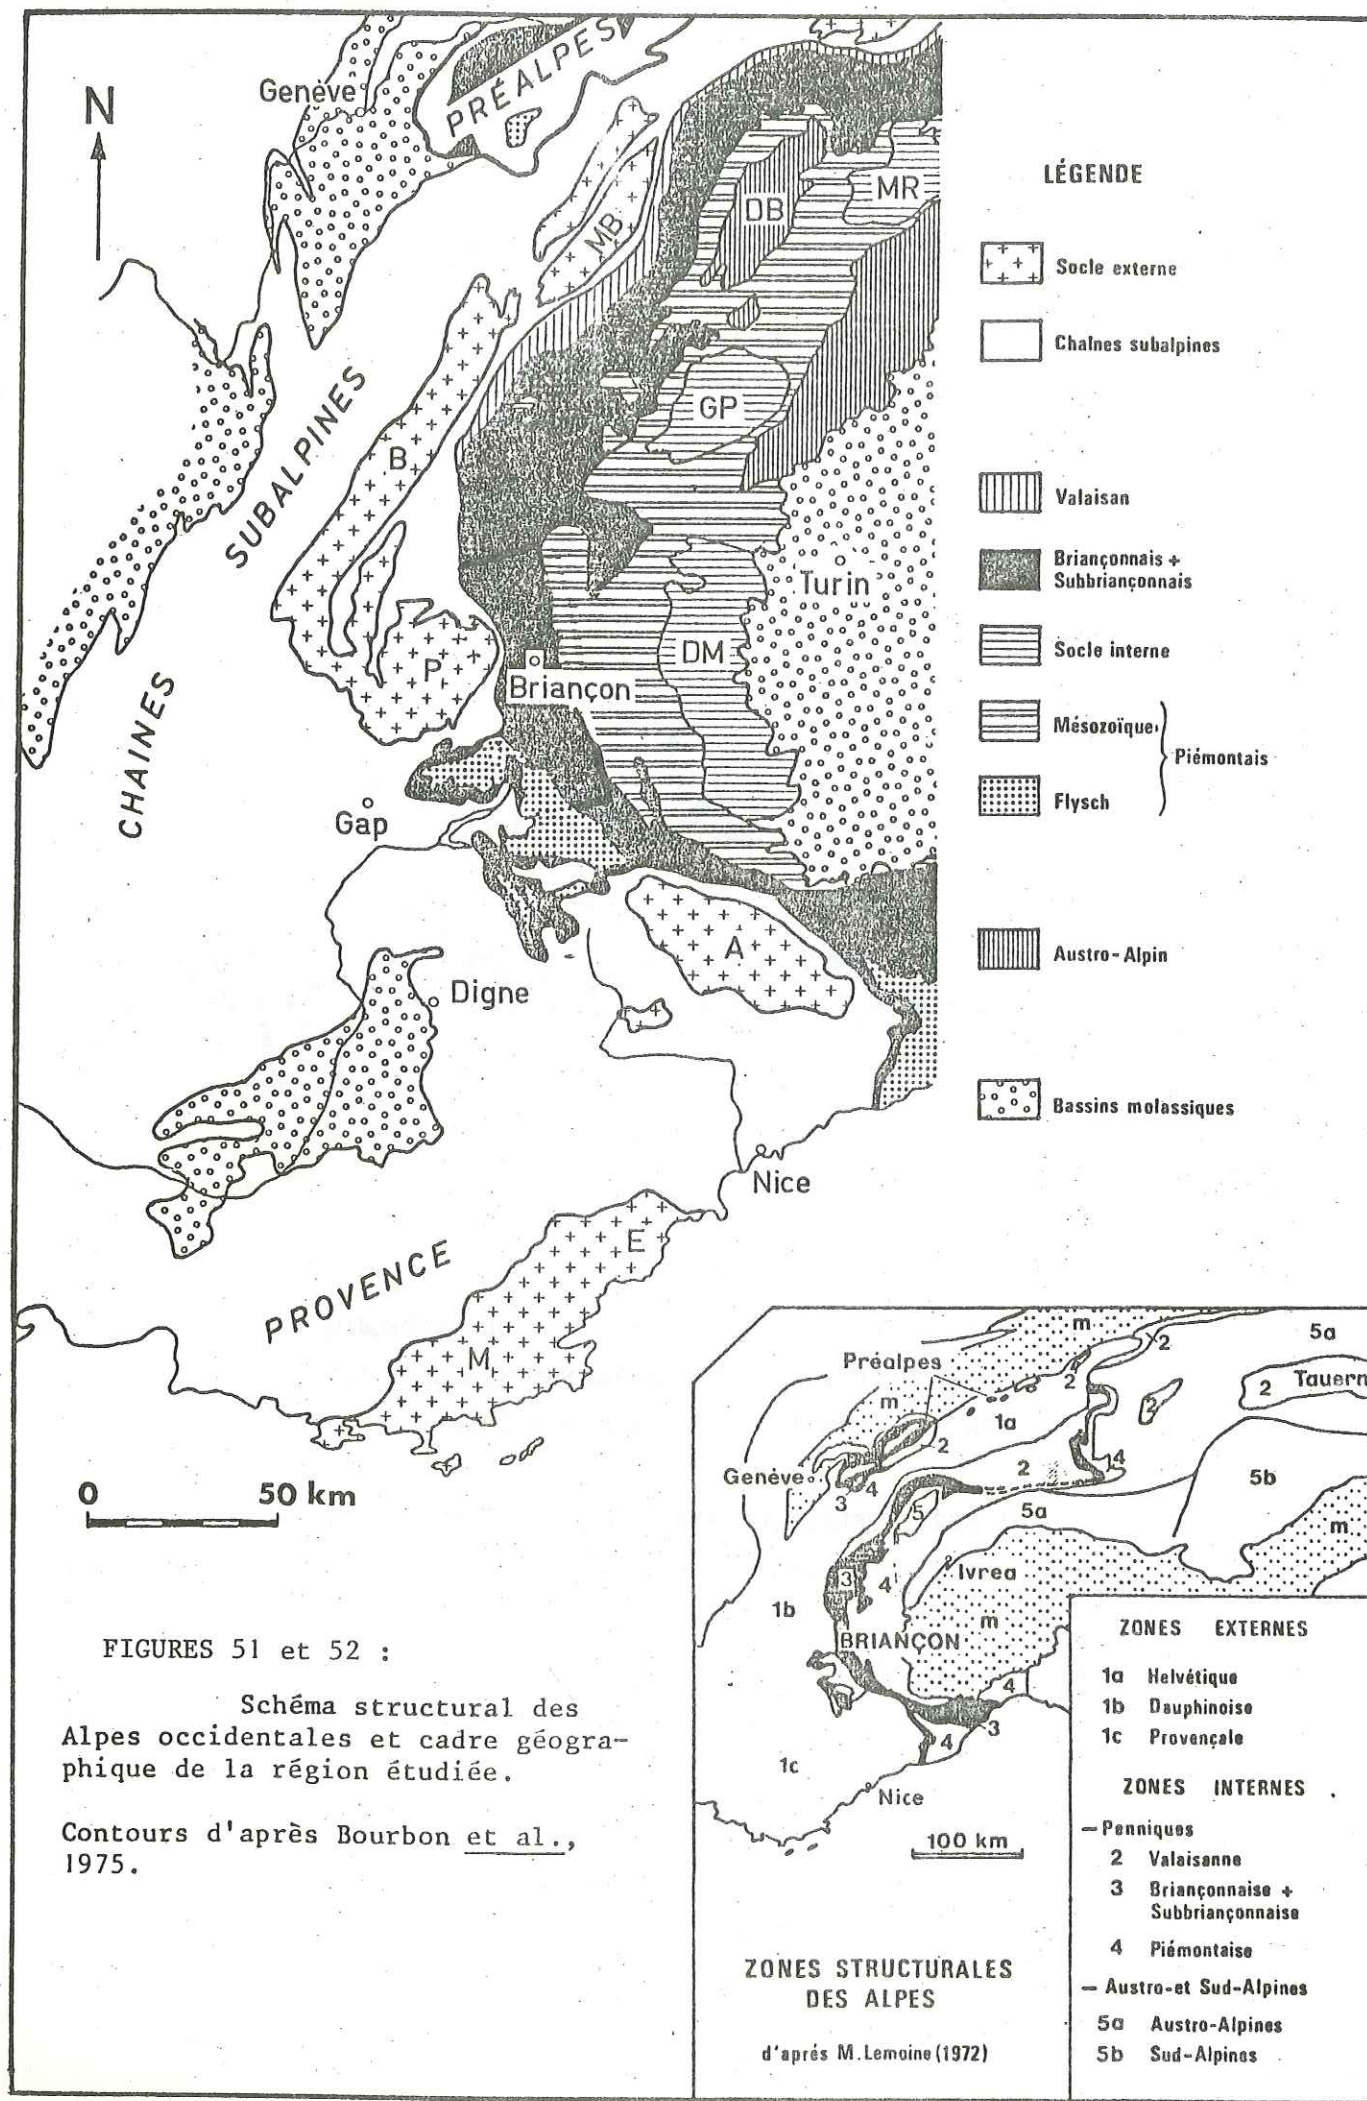 N
Genève
PRÉALPES
MB
DB
MR
GP
B
CHAINES SUBALPINES
Turin
DM
P
Briançon
Gap
A
Digne
Nice
PROVENCE
E
M
0 50 km
LÉGENDE
Socle externe
Chaînes subalpines
Valaisan
Briançonnais +
Subbriançonnais
Socle interne
Mésozoïque
Piémontais
Flysch
Austro-Alpin
Bassins molassiques
FIGURES 51 et 52 :
Schéma structural des
Alpes occidentales et cadre géogra-
phique de la région étudiée.
Contours d'après Bourbon et al.,
1975.
m
2
5a
Préalpes
4
2
2 Tauern
m
1a
2
2
4
Genève
3
4
2
5b
5
5a
m
Ivrea
3
4
1b
m
BRIANÇON
4
3
4
1c
Nice
100 km
ZONES STRUCTURALES
DES ALPES
d'aprés M. Lemoine (1972)
ZONES EXTERNES
1a Helvétique
1b Dauphinoise
1c Provençale
ZONES INTERNES
— Penniques
2 Valaisanne
3 Briançonnaise +
Subbriançonnaise
4 Piémontaise
— Austro-et Sud-Alpines
5a Austro-Alpines
5b Sud-Alpines